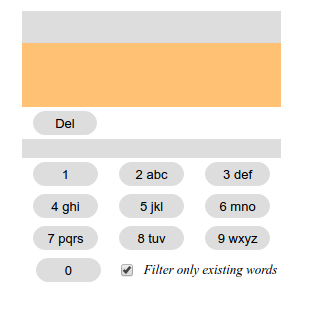 Del
1 2 abc 3 def
4 ghi 5 jkl 6 mno
7 pqrs 8 tuv 9 wxyz
0 Filter only existing words